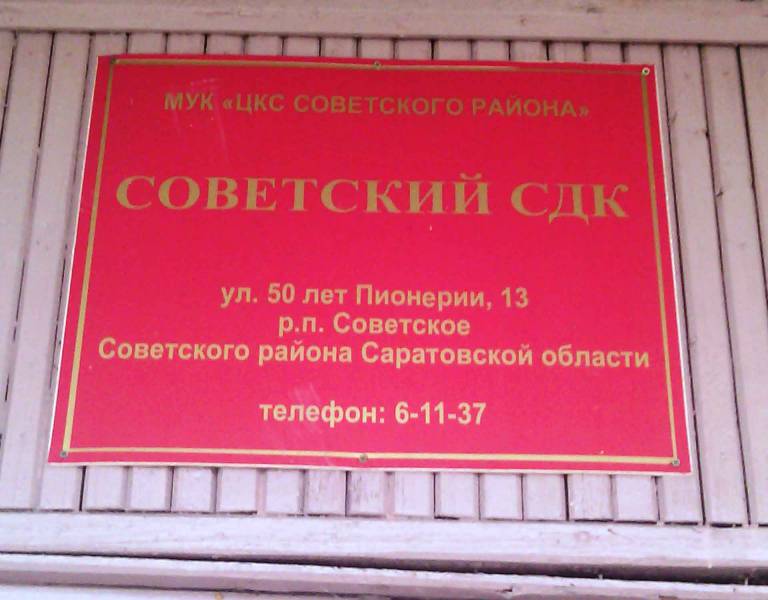 МУК «ЦКС СОВЕТСКОГО РАЙОНА»
СОВЕТСКИЙ СДК
ул. 50 лет Пионерии, 13
р.п. Советское
Советского района Саратовской области
телефон: 6-11-37